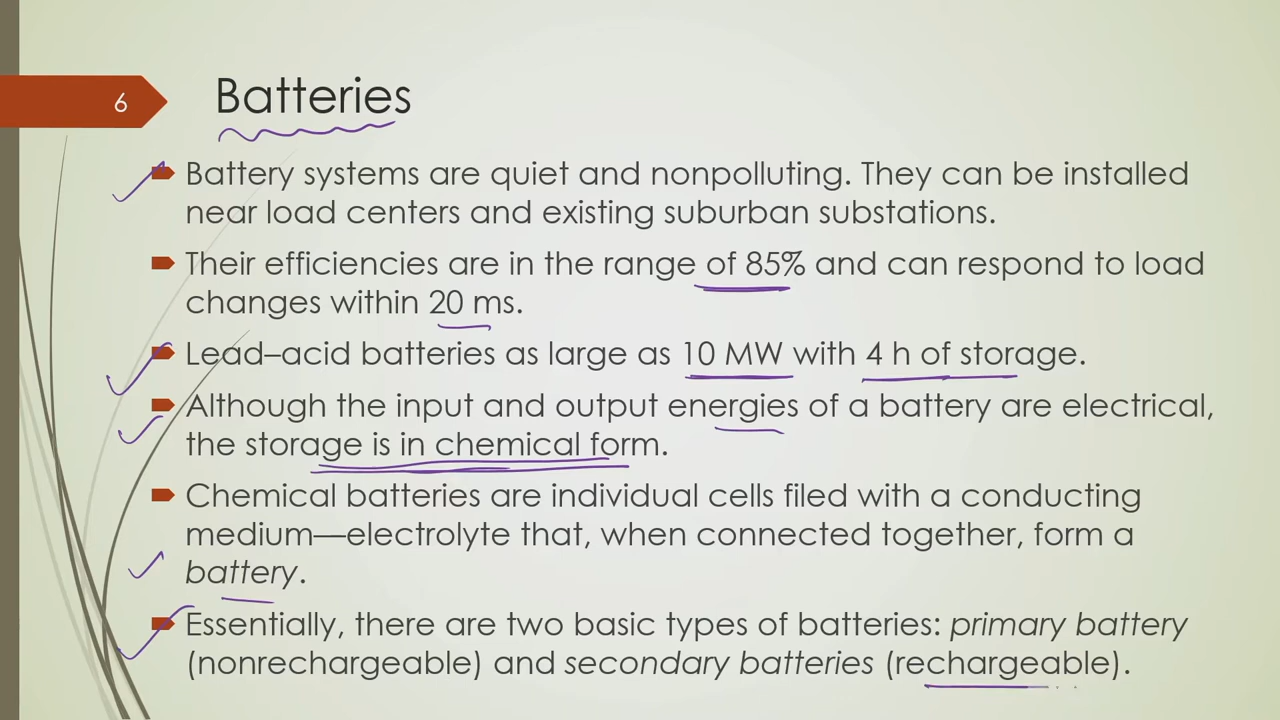 6
Batteries
Battery systems are quiet and nonpolluting. They can be installed
near load centers and existing suburban substations.
Their efficiencies are in the range of 85% and can respond to load
changes within 20 ms.
Lead–acid batteries as large as 10 MW with 4 h of storage.
Although the input and output energies of a battery are electrical,
the storage is in chemical form.
Chemical batteries are individual cells filed with a conducting
medium—electrolyte that, when connected together, form a
battery.
Essentially, there are two basic types of batteries: primary battery
(nonrechargeable) and secondary batteries (rechargeable).